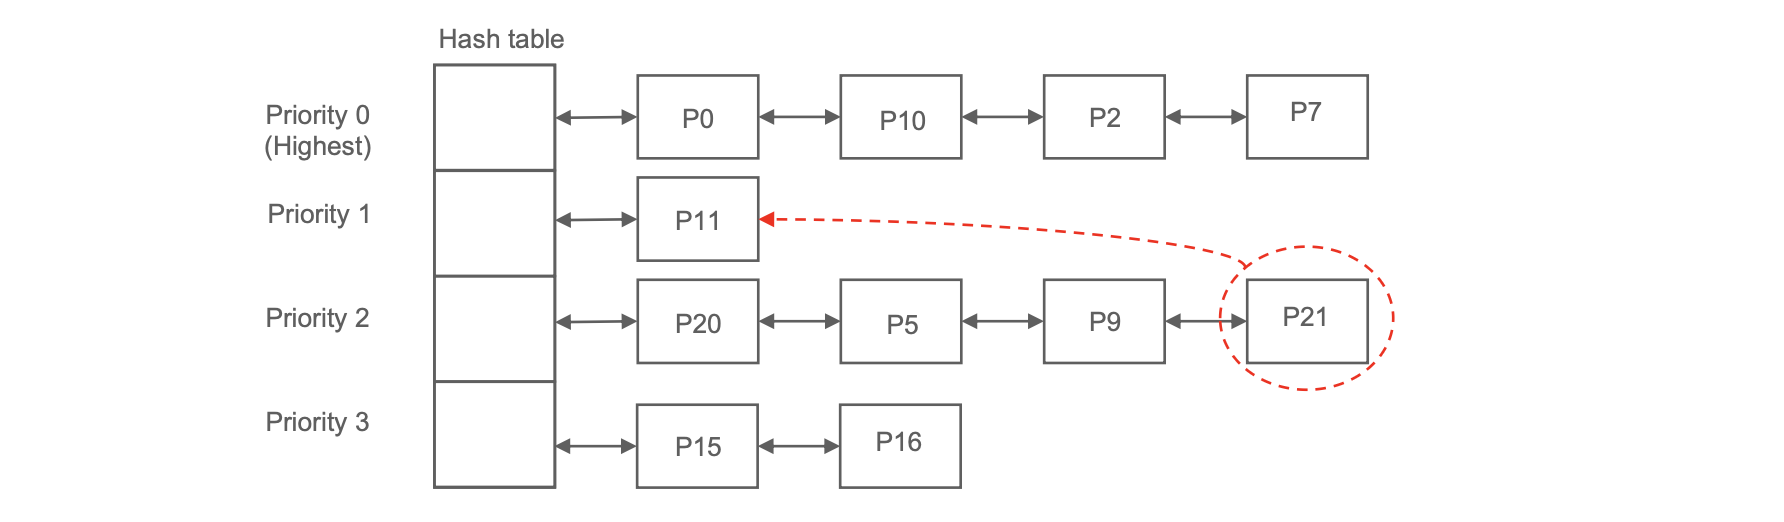 Hash table
Priority 0
(Highest)
P0
P10
P2
P7
Priority 1
P11
Priority 2
P20
P5
P9
P21
Priority 3
P15
P16